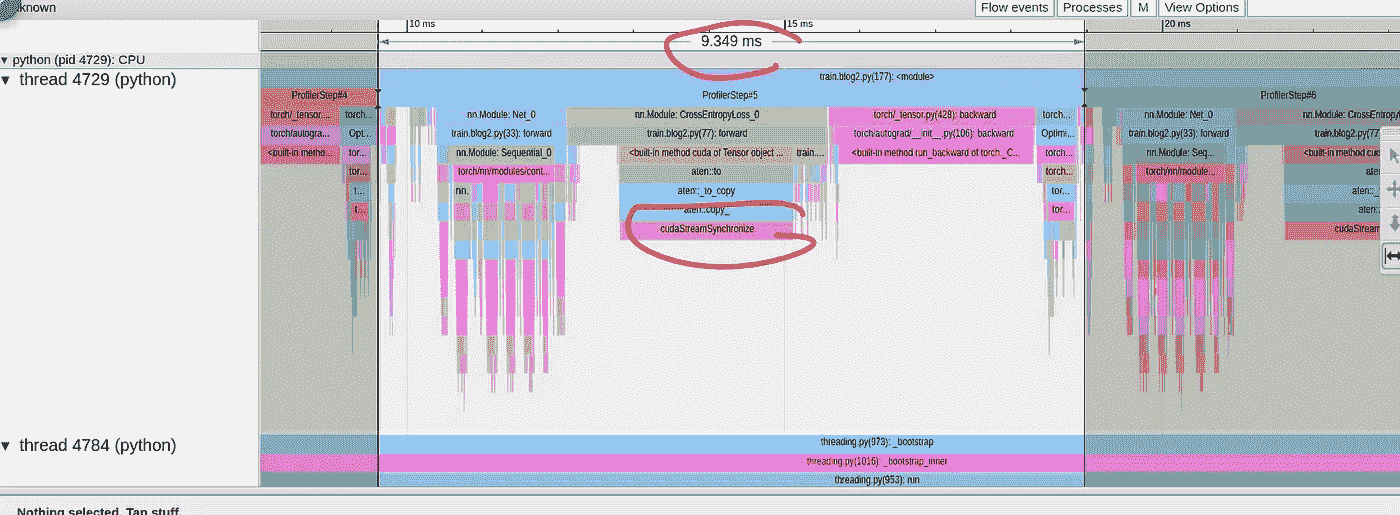 known
Flow events Processes M View Options
10 ms 15 ms 20 ms
9.349 ms
▾ python (pid 4729): CPU
▾ thread 4729 (python)
train.blog2.py(177): <module>
ProfilerStep#4 ProfilerStep#5 ProfilerStep#6
torch/_tensor.... torch... nn.Module: Net_0 nn.Module: CrossEntropyLoss_0 torch/_tensor.py(428): backward torch... nn.Module: Net_0 nn.Module: CrossEntro
torch/autogra... Opt... train.blog2.py(33): forward train.blog2.py(77): forward torch/autograd/__init__.py(106): backward Optimi... train.blog2.py(33): forward train.blog2.py(77
<built-in metho... tor... nn.Module: Sequential_0 <built-in method cuda of Tensor object ... train.... <built-in method run_backward of torch._C... torch... nn.Module: Seq... <built-in method cu
tor... torch/nn/modules/cont... aten::to torch... torch/nn/module... aten:
t... nn. aten::_to_copy tor... aten::
t... aten::copy_ tor... aten:
cudaStreamSynchronize cudaStream
▾ thread 4784 (python)
threading.py(973): _bootstrap
threading.py(1016): _bootstrap_inner
threading.py(953): run
Nothing selected. Tap stuff.